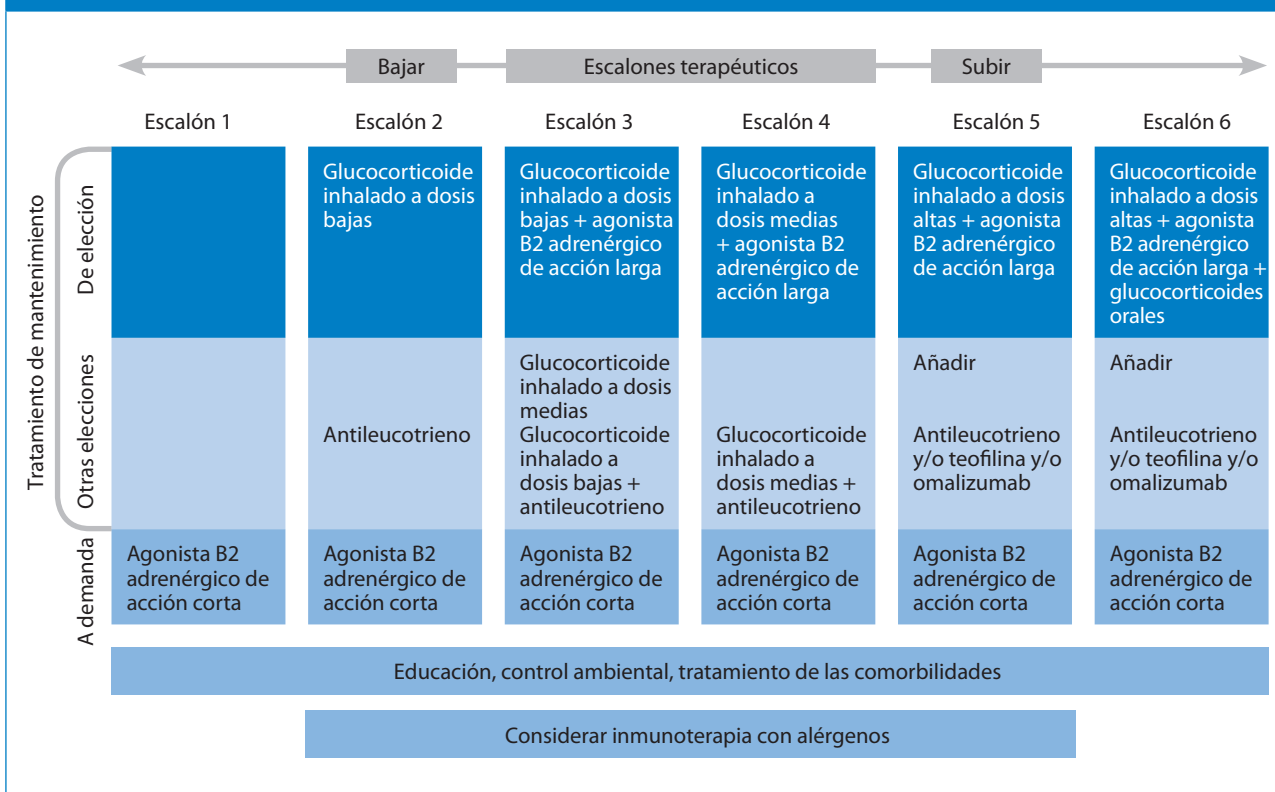 Bajar
Escalones terapéuticos
Subir
Escalón 1
Escalón 2
Escalón 3
Escalón 4
Escalón 5
Escalón 6
Tratamiento de mantenimiento
De elección
Glucocorticoide
inhalado a dosis
bajas
Glucocorticoide
inhalado a dosis
bajas + agonista
B2 adrenérgico
de acción larga
Glucocorticoide
inhalado a
dosis medias
+ agonista B2
adrenérgico de
acción larga
Glucocorticoide
inhalado a dosis
altas + agonista
B2 adrenérgico
de acción larga
Glucocorticoide
inhalado a dosis
altas + agonista
B2 adrenérgico
de acción larga +
glucocorticoides
orales
Otras elecciones
Antileucotrieno
Glucocorticoide
inhalado a dosis
medias
Glucocorticoide
inhalado a
dosis bajas +
antileucotrieno
Glucocorticoide
inhalado a
dosis medias +
antileucotrieno
Añadir
Antileucotrieno
y/o teofilina y/o
omalizumab
Añadir
Antileucotrieno
y/o teofilina y/o
omalizumab
A demanda
Agonista B2
adrenérgico de
acción corta
Agonista B2
adrenérgico de
acción corta
Agonista B2
adrenérgico de
acción corta
Agonista B2
adrenérgico de
acción corta
Agonista B2
adrenérgico de
acción corta
Agonista B2
adrenérgico de
acción corta
Educación, control ambiental, tratamiento de las comorbilidades
Considerar inmunoterapia con alérgenos